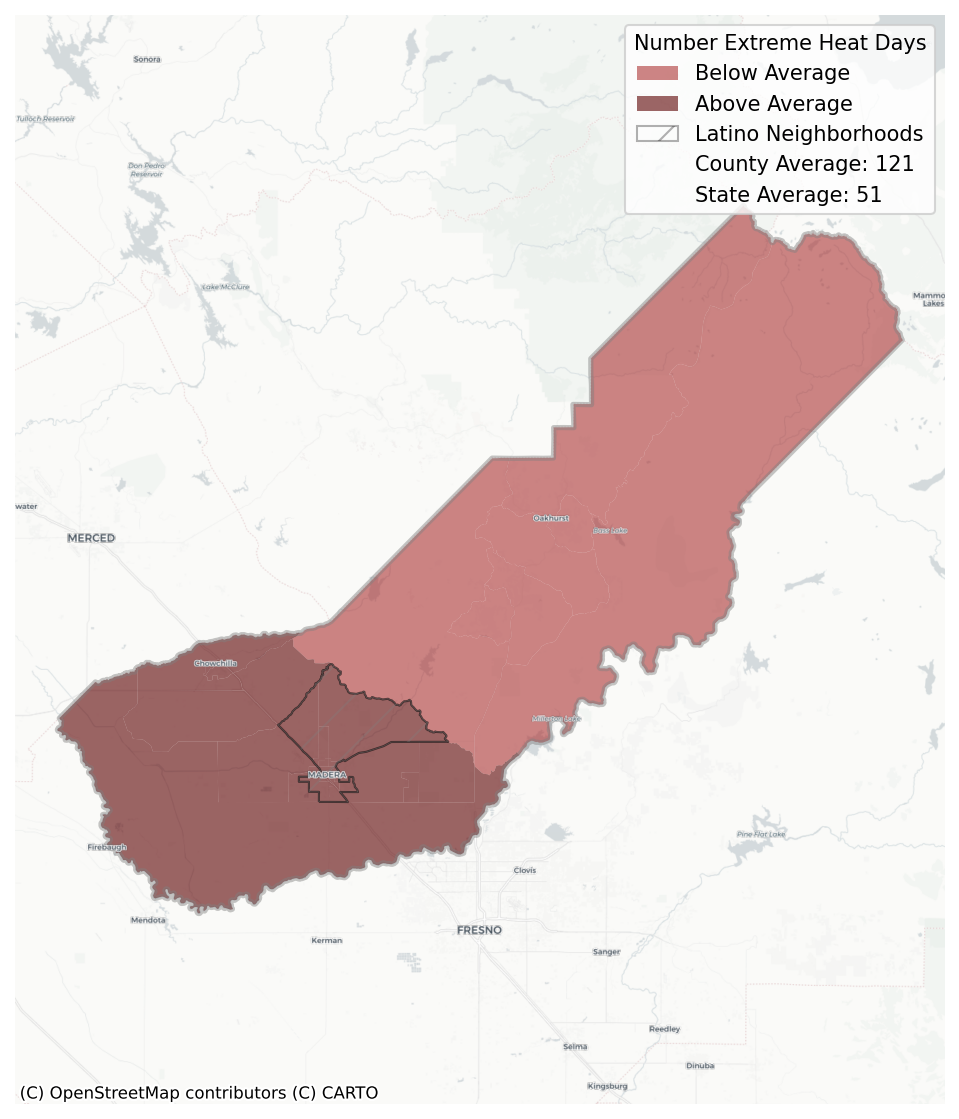 Number Extreme Heat Days
Below Average
Above Average
Latino Neighborhoods
County Average: 121
State Average: 51
Sonora
Tulloch Reservoir
Don Pedro
Reservoir
Lake McClure
Mammo
Lakes
water
MERCED
Oakhurst
Bass Lake
Chowchilla
Millerton Lake
MADERA
Pine Flat Lake
Firebaugh
Clovis
Mendota
FRESNO
Kerman
Sanger
Reedley
Selma
Dinuba
Kingsburg
(C) OpenStreetMap contributors (C) CARTO